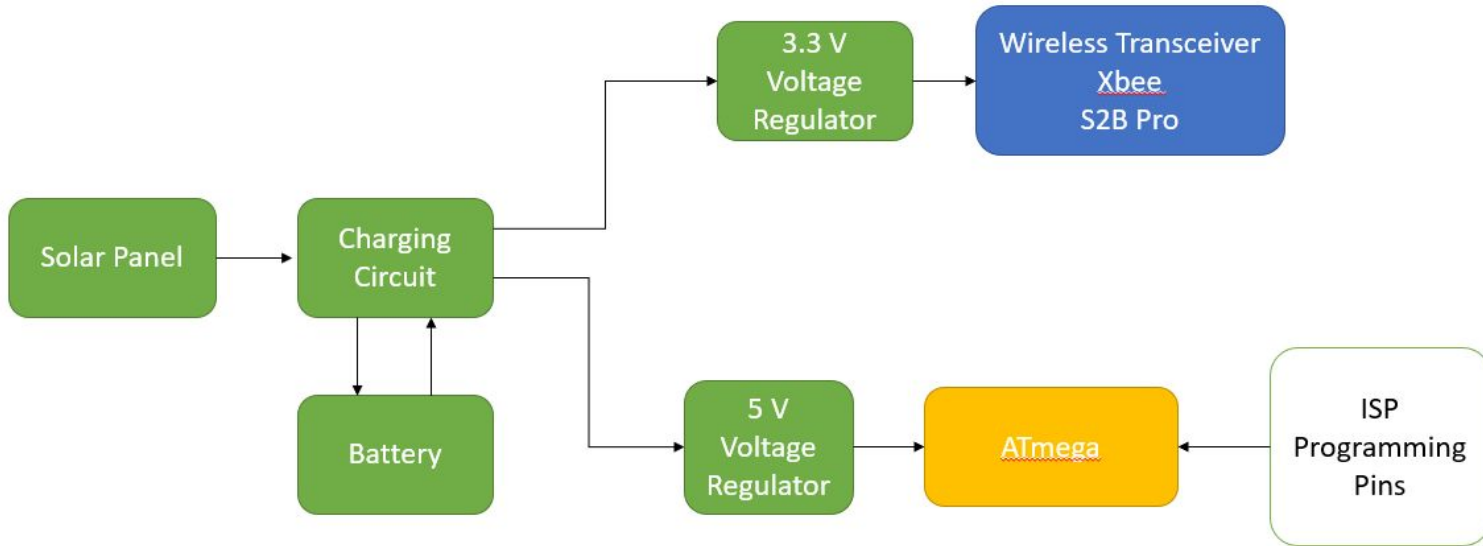 3.3 V
Voltage
Regulator
Wireless Transceiver
Xbee
S2B Pro
Solar Panel
Charging
Circuit
Battery
5 V
Voltage
Regulator
ATmega
ISP
Programming
Pins